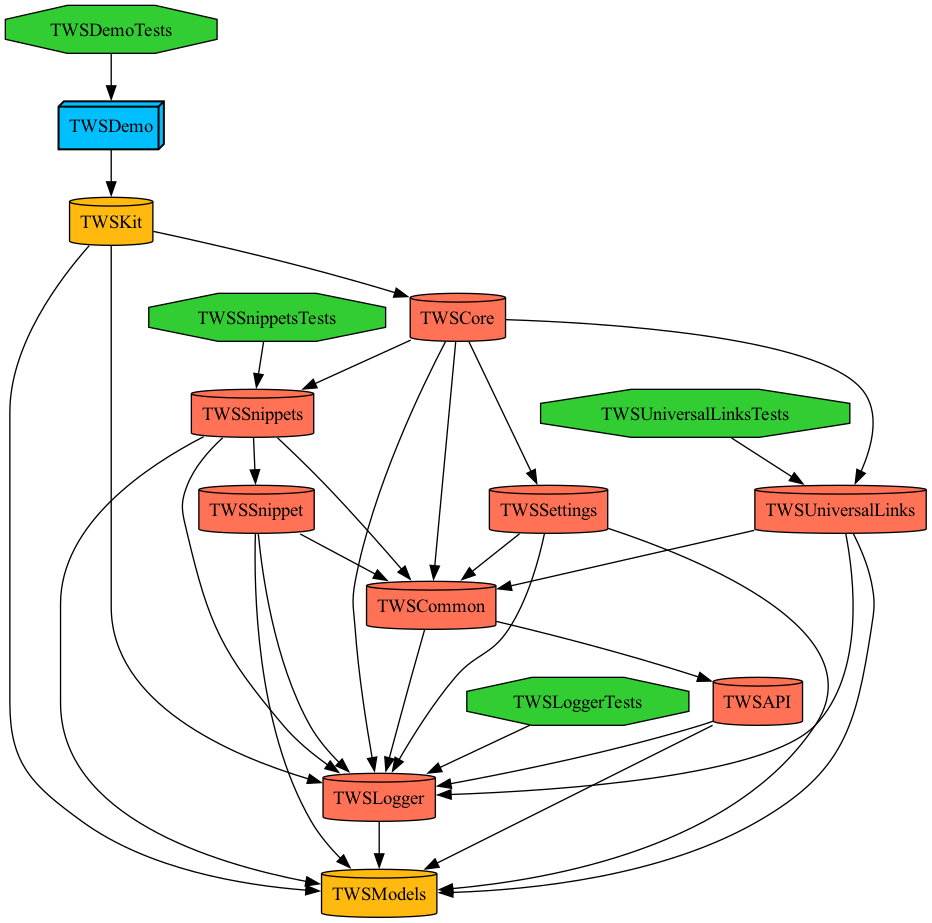 TWSDemoTests
TWSDemo
TWSKit
TWSSnippetsTests
TWSCore
TWSSnippets
TWSUniversalLinksTests
TWSSnippet
TWSSettings
TWSUniversalLinks
TWSCommon
TWSLoggerTests
TWSAPI
TWSLogger
TWSModels